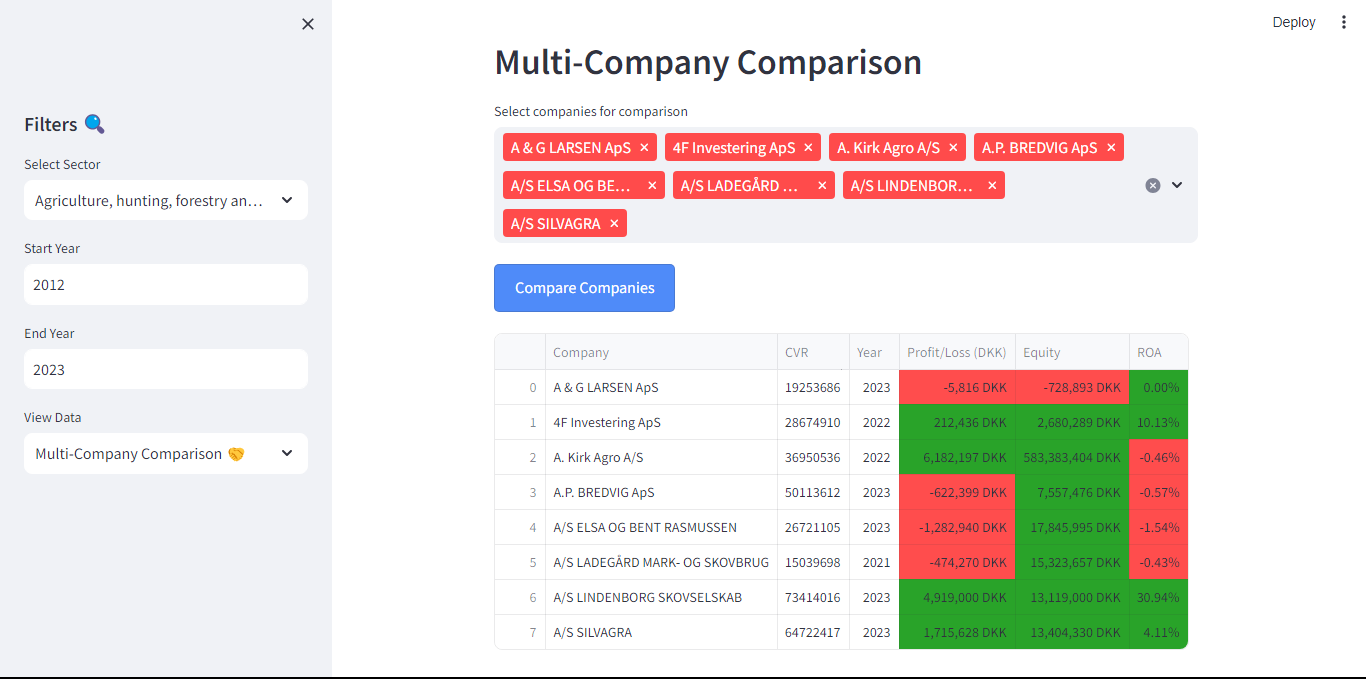 Deploy
Multi-Company Comparison
Filters
Select Sector
Agriculture, hunting, forestry an...
Start Year
2012
End Year
2023
View Data
Multi-Company Comparison
Select companies for comparison
A & G LARSEN ApS 4F Investering ApS A. Kirk Agro A/S A.P. BREDVIG ApS
A/S ELSA OG BE... A/S LADEGÅRD ... A/S LINDENBOR...
A/S SILVAGRA
Compare Companies
Company CVR Year Profit/Loss (DKK) Equity ROA
0 A & G LARSEN ApS 19253686 2023 -5,816 DKK -728,893 DKK 0.00%
1 4F Investering ApS 28674910 2022 212,436 DKK 2,680,289 DKK 10.13%
2 A. Kirk Agro A/S 36950536 2022 6,182,197 DKK 583,383,404 DKK -0.46%
3 A.P. BREDVIG ApS 50113612 2023 -622,399 DKK 7,557,476 DKK -0.57%
4 A/S ELSA OG BENT RASMUSSEN 26721105 2023 -1,282,940 DKK 17,845,995 DKK -1.54%
5 A/S LADEGÅRD MARK- OG SKOVBRUG 15039698 2021 -474,270 DKK 15,323,657 DKK -0.43%
6 A/S LINDENBORG SKOVSELSKAB 73414016 2023 4,919,000 DKK 13,119,000 DKK 30.94%
7 A/S SILVAGRA 64722417 2023 1,715,628 DKK 13,404,330 DKK 4.11%